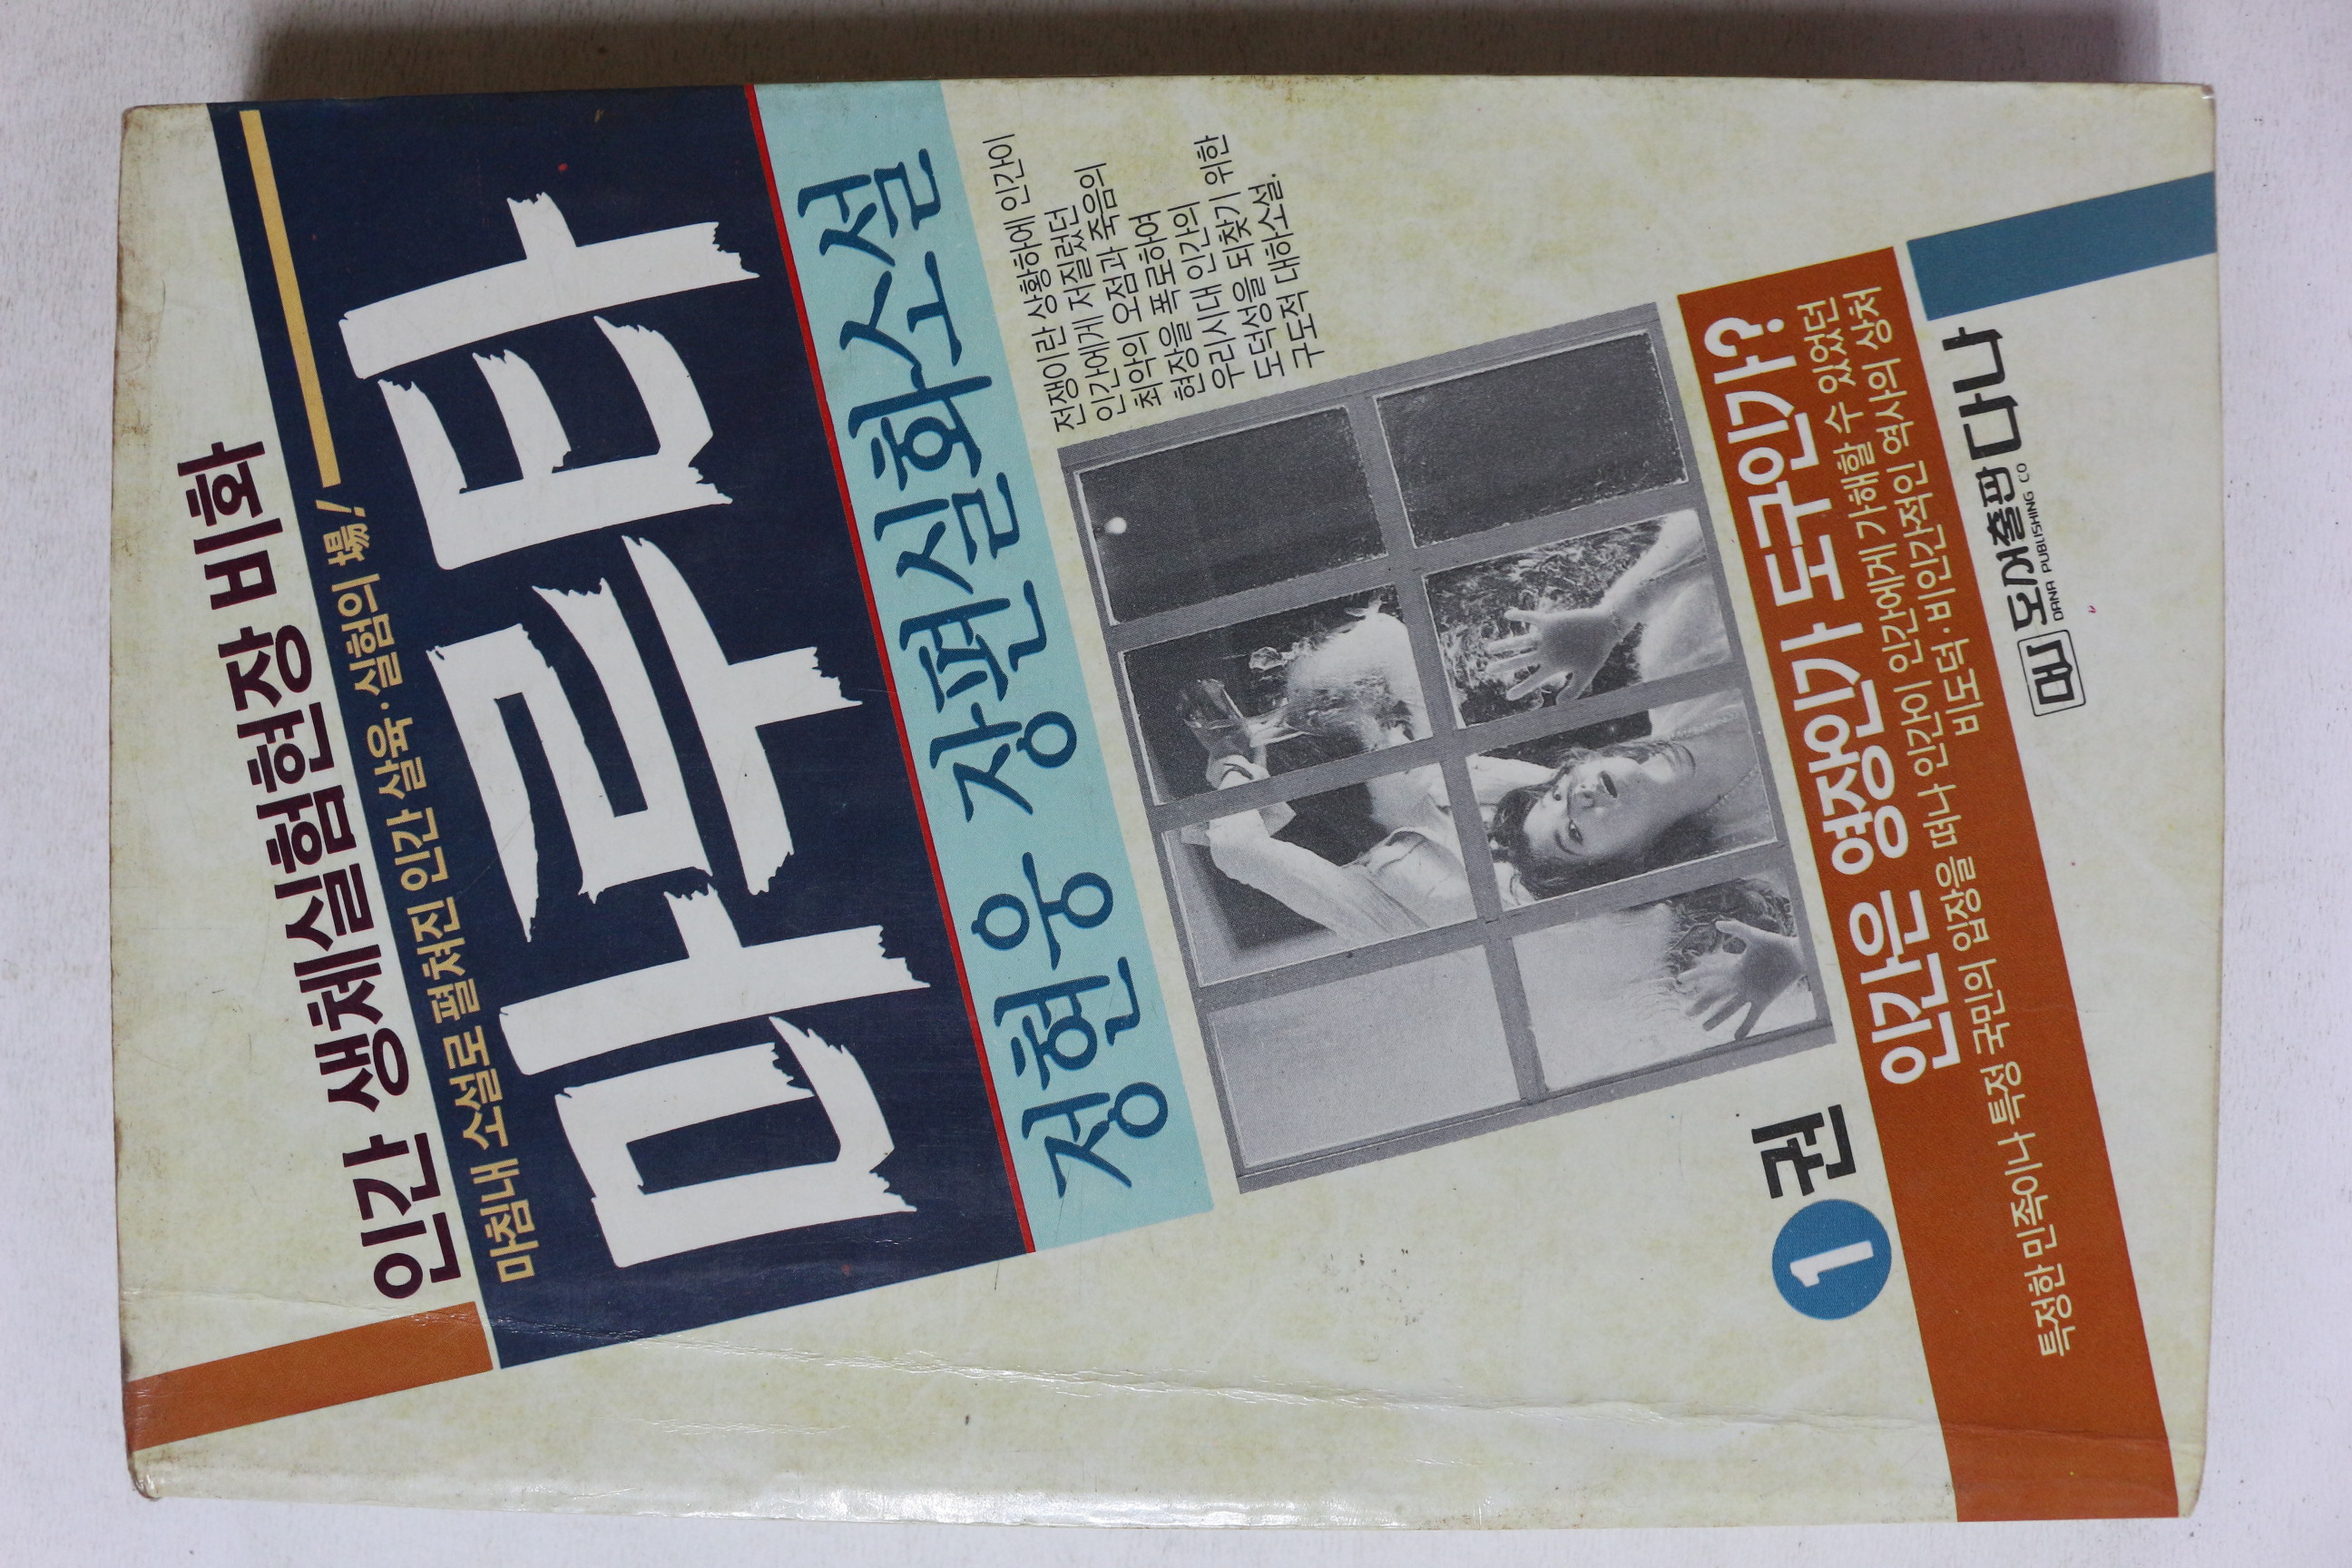 인간 생체실험현장 비화
마침내 소설로 펼쳐진 인간 살육·실험의 場!
마루타
정현웅 장편실화소설
전쟁이란 상황하에 인간이
인간에게 저질렀던
최악의 오점과 죽음의
현장을 폭로하여
우리시대 인간의
도덕성을 되찾기 위한
구도적 대하소설.
1권
인간은 영장인가 도구인가?
특정한 민족이나 특정 국민의 입장을 떠나 인간이 인간에게 가해할 수 있었던
비도덕·비인간적인 역사의 상처
도서출판 다나
DANA PUBLISHING CO